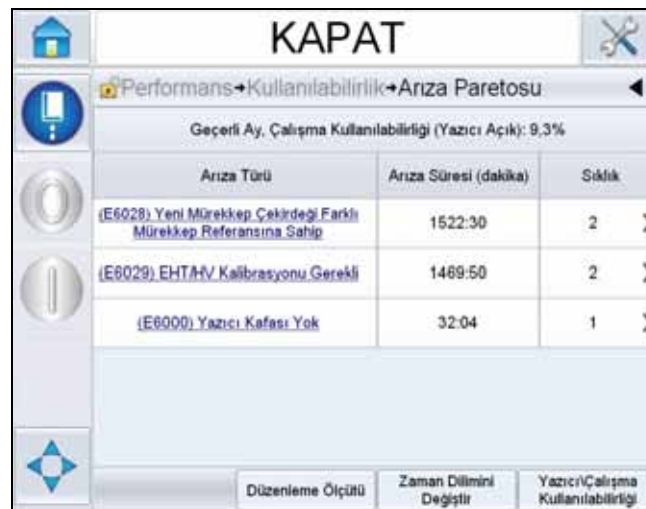 KAPAT
Performans→Kullanılabilirlik→Arıza Paretosu
Geçerli Ay, Çalışma Kullanılabilirliği (Yazıcı Açık): 9,3%
Arıza Türü Arıza Süresi (dakika) Sıklık
(E6028) Yeni Mürekkep Çekirdeği Farklı
Mürekkep Referansına Sahip 1522:30 2
(E6029) EHT/HV Kalibrasyonu Gerekli 1469:50 2
(E6000) Yazıcı Kafası Yok 32:04 1
Düzenleme Ölçütü
Zaman Dilimini
Değiştir
Yazıcı\Çalışma
Kullanılabilirliği